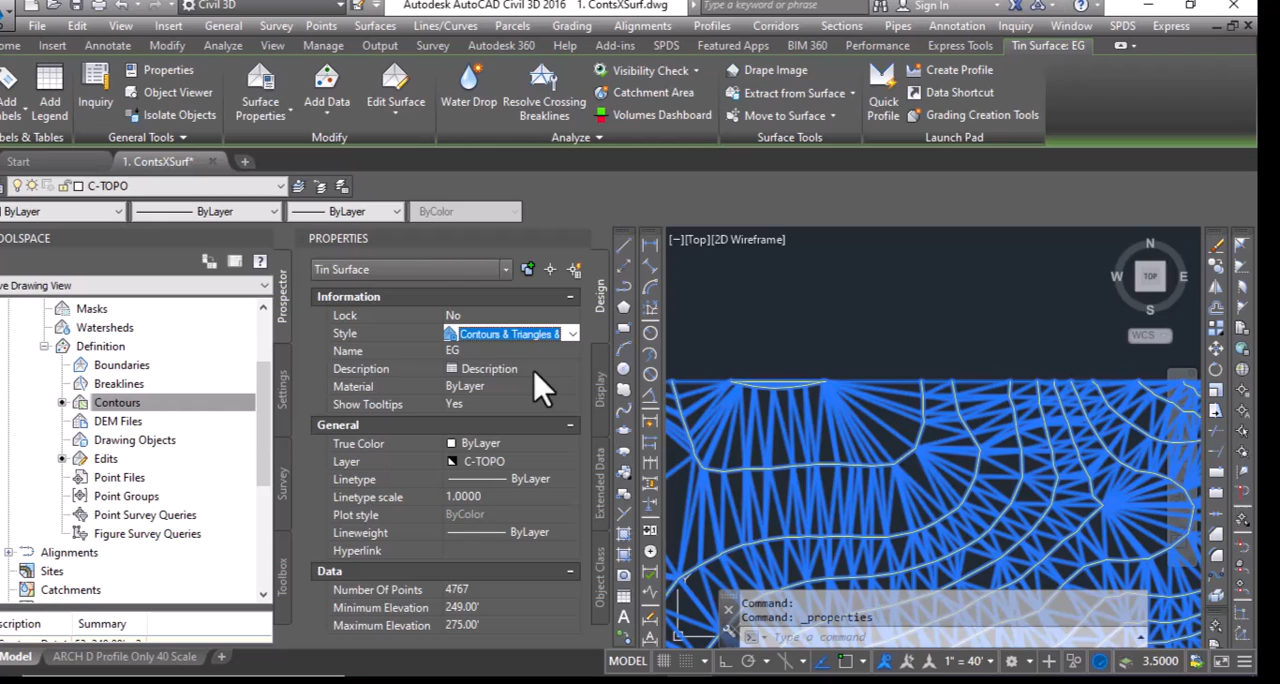 Civil 3D
Autodesk AutoCAD Civil 3D 2016 1. ContsXSurf.dwg
Type a keyword or phrase
Sign In
File Edit View Insert General Survey Points Surfaces Lines/Curves Parcels Grading Alignments Profiles Corridors Sections Pipes Annotation Inquiry Window SPDS Express
Insert Annotate Modify Analyze View Manage Output Survey Autodesk 360 Help Add-ins SPDS Featured Apps BIM 360 Performance Express Tools Tin Surface: EG
Properties
Object Viewer
Isolate Objects
Add Legend
Inquiry
General Tools
Surface Properties
Add Data
Edit Surface
Modify
Water Drop
Resolve Crossing Breaklines
Visibility Check
Catchment Area
Volumes Dashboard
Analyze
Drape Image
Extract from Surface
Move to Surface
Surface Tools
Quick Profile
Create Profile
Data Shortcut
Grading Creation Tools
Launch Pad
Start
1. ContsXSurf*
C-TOPO
ByLayer
ByLayer
ByLayer
ByColor
OOLSPACE
ve Drawing View
Masks
Watersheds
Definition
Boundaries
Breaklines
Contours
DEM Files
Drawing Objects
Edits
Point Files
Point Groups
Point Survey Queries
Figure Survey Queries
Alignments
Sites
Catchments
scription Summary
Prospector
Settings
Survey
Toolbox
PROPERTIES
Tin Surface
Information
Lock No
Style Contours & Triangles &
Name EG
Description Description
Material ByLayer
Show Tooltips Yes
General
True Color ByLayer
Layer C-TOPO
Linetype ByLayer
Linetype scale 1.0000
Plot style ByColor
Lineweight ByLayer
Hyperlink
Data
Number Of Points 4767
Minimum Elevation 249.00'
Maximum Elevation 275.00'
Design
Display
Extended Data
Object Class
[−][Top][2D Wireframe]
N
W TOP E
S
WCS
Command:
Command: _properties
Type a command
Model ARCH D Profile Only 40 Scale
MODEL
1" = 40'
3.5000